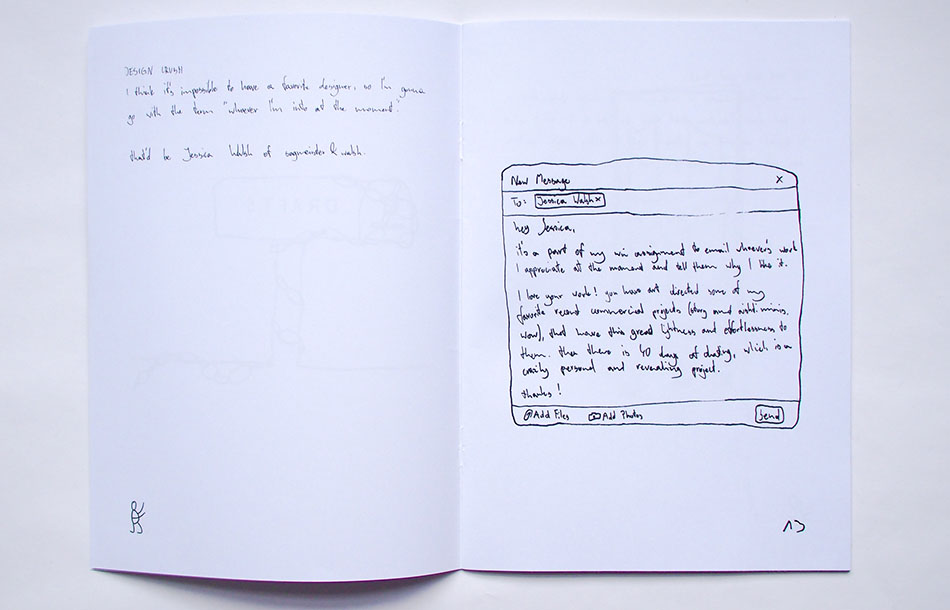 DESIGN CRUSH
I think it's impossible to have a favorite designer, so I'm gonna
go with the term "whoever I'm into at the moment".
that'd be Jessica Walsh of sagmeister & walsh.
New Message x
To: Jessica Walsh x
hey Jessica,
it's a part of my uni assignment to email whoever's work
I appreciate at the moment and tell them why I like it.
I love your work! you have art directed some of my
favorite recent commercial projects (story and aishti minis,
wow), that have this great lightness and effortlessness to
them. then there is 40 days of dating, which is a
crazily personal and revealing project.
thanks!
Add Files Add Photos Send
13